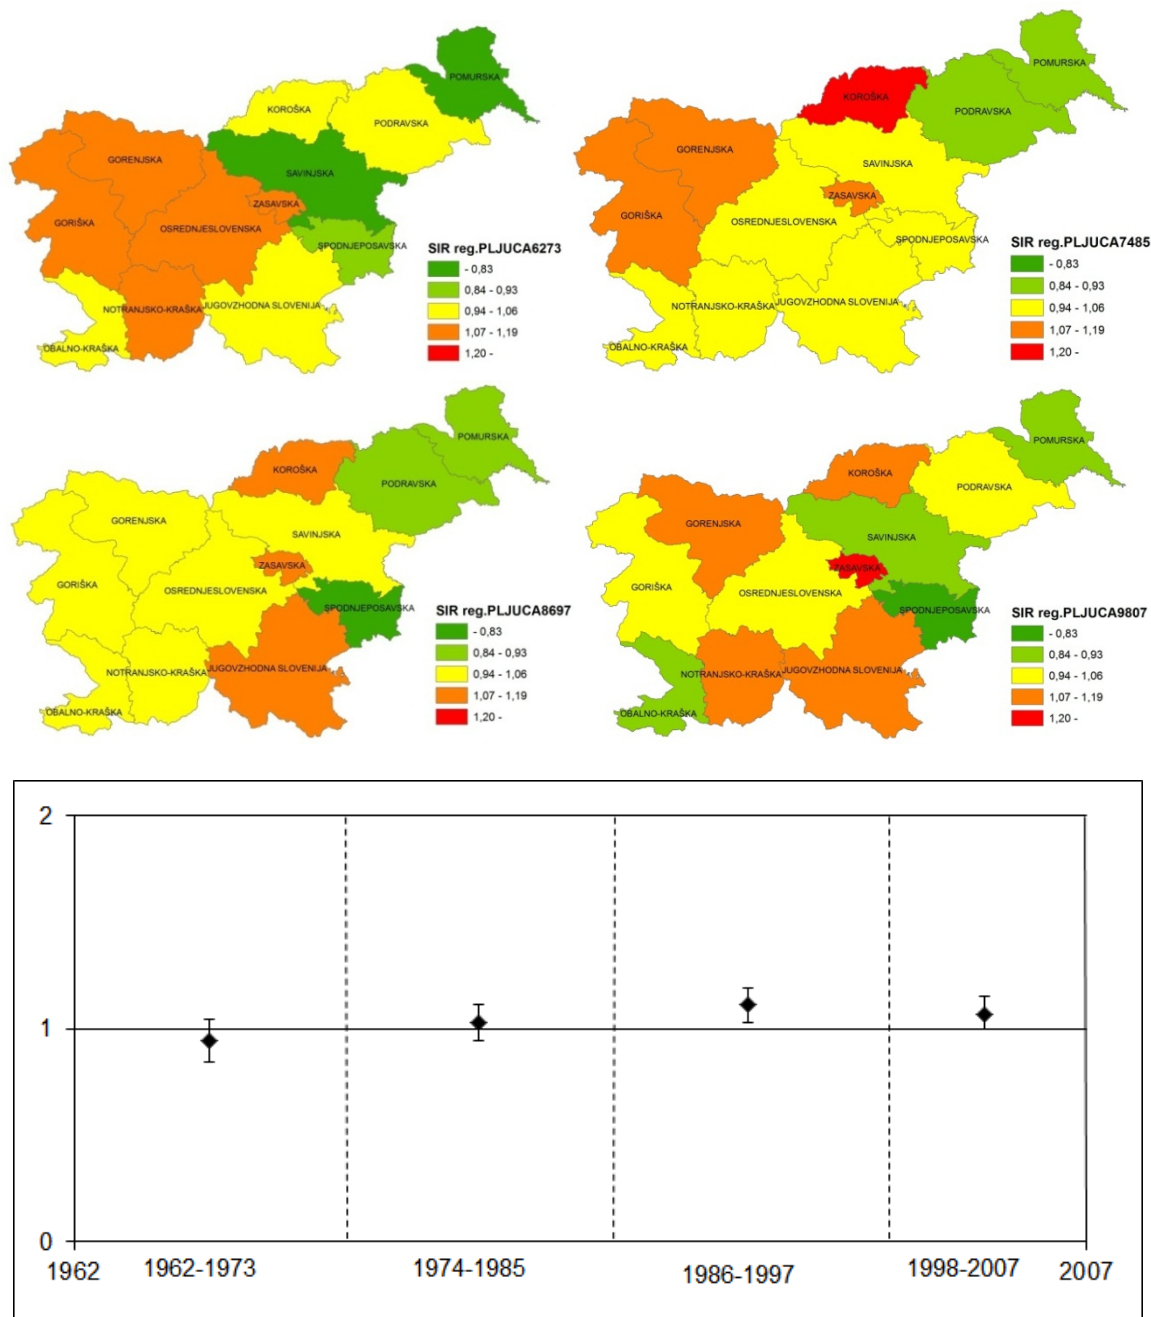 POMURSKA
KOROŠKA
PODRAVSKA
GORENJSKA
SAVINJSKA
ZASAVSKA
GORIŠKA
OSREDNJESLOVENSKA
SPODNJEPOSAVSKA
NOTRANJSKO-KRAŠKA
JUGOVZHODNA SLOVENIJA
OBALNO-KRAŠKA
SIR reg.PLJUCA6273
- 0,83
0,84 - 0,93
0,94 - 1,06
1,07 - 1,19
1,20 -
POMURSKA
KOROŠKA
PODRAVSKA
GORENJSKA
SAVINJSKA
ZASAVSKA
GORIŠKA
OSREDNJESLOVENSKA
SPODNJEPOSAVSKA
NOTRANJSKO-KRAŠKA
JUGOVZHODNA SLOVENIJA
OBALNO-KRAŠKA
SIR reg.PLJUCA7485
- 0,83
0,84 - 0,93
0,94 - 1,06
1,07 - 1,19
1,20 -
POMURSKA
KOROŠKA
PODRAVSKA
GORENJSKA
SAVINJSKA
ZASAVSKA
GORIŠKA
OSREDNJESLOVENSKA
SPODNJEPOSAVSKA
NOTRANJSKO-KRAŠKA
JUGOVZHODNA SLOVENIJA
OBALNO-KRAŠKA
SIR reg.PLJUCA8697
- 0,83
0,84 - 0,93
0,94 - 1,06
1,07 - 1,19
1,20 -
POMURSKA
KOROŠKA
PODRAVSKA
GORENJSKA
SAVINJSKA
ZASAVSKA
GORIŠKA
OSREDNJESLOVENSKA
SPODNJEPOSAVSKA
NOTRANJSKO-KRAŠKA
JUGOVZHODNA SLOVENIJA
OBALNO-KRAŠKA
SIR reg.PLJUCA9807
- 0,83
0,84 - 0,93
0,94 - 1,06
1,07 - 1,19
1,20 -
2
1
0
1962
1962-1973
1974-1985
1986-1997
1998-2007
2007